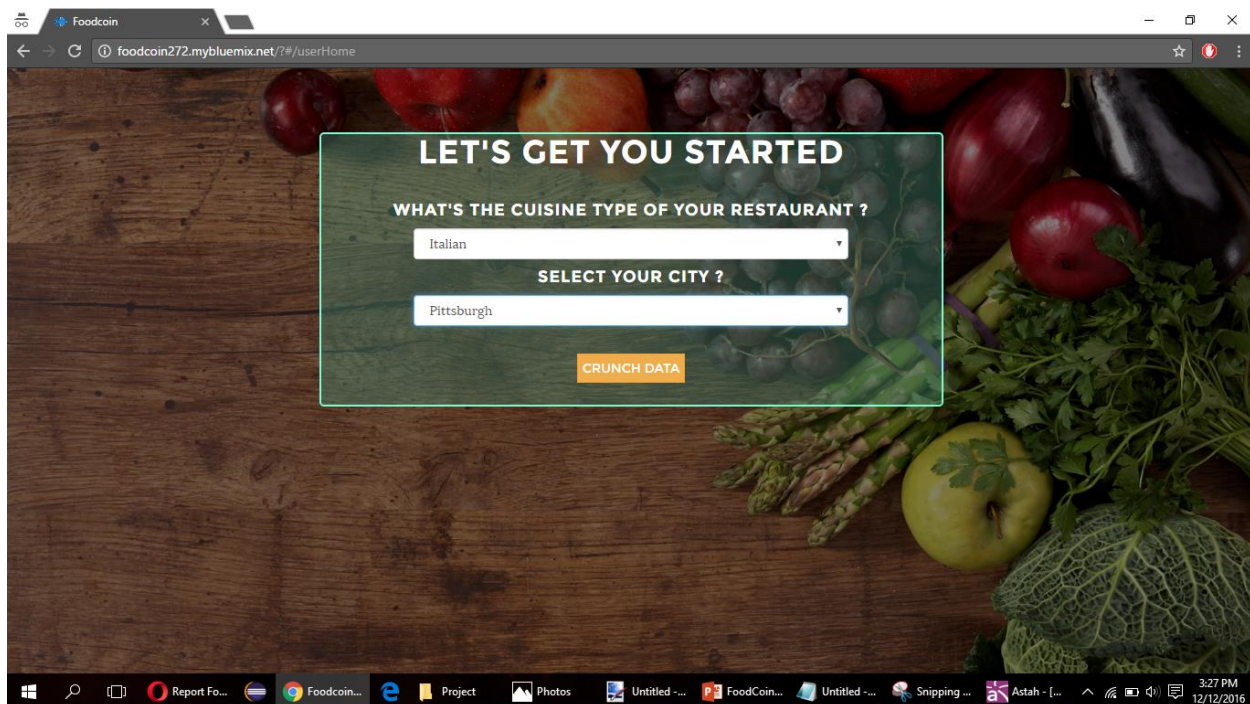 Foodcoin
foodcoin272.mybluemix.net/?#/userHome
LET'S GET YOU STARTED
WHAT'S THE CUISINE TYPE OF YOUR RESTAURANT ?
Italian
SELECT YOUR CITY ?
Pittsburgh
CRUNCH DATA
Report Fo... Foodcoin... Project Photos Untitled -... FoodCoin... Untitled -... Snipping ... Astah - [... 3:27 PM
12/12/2016